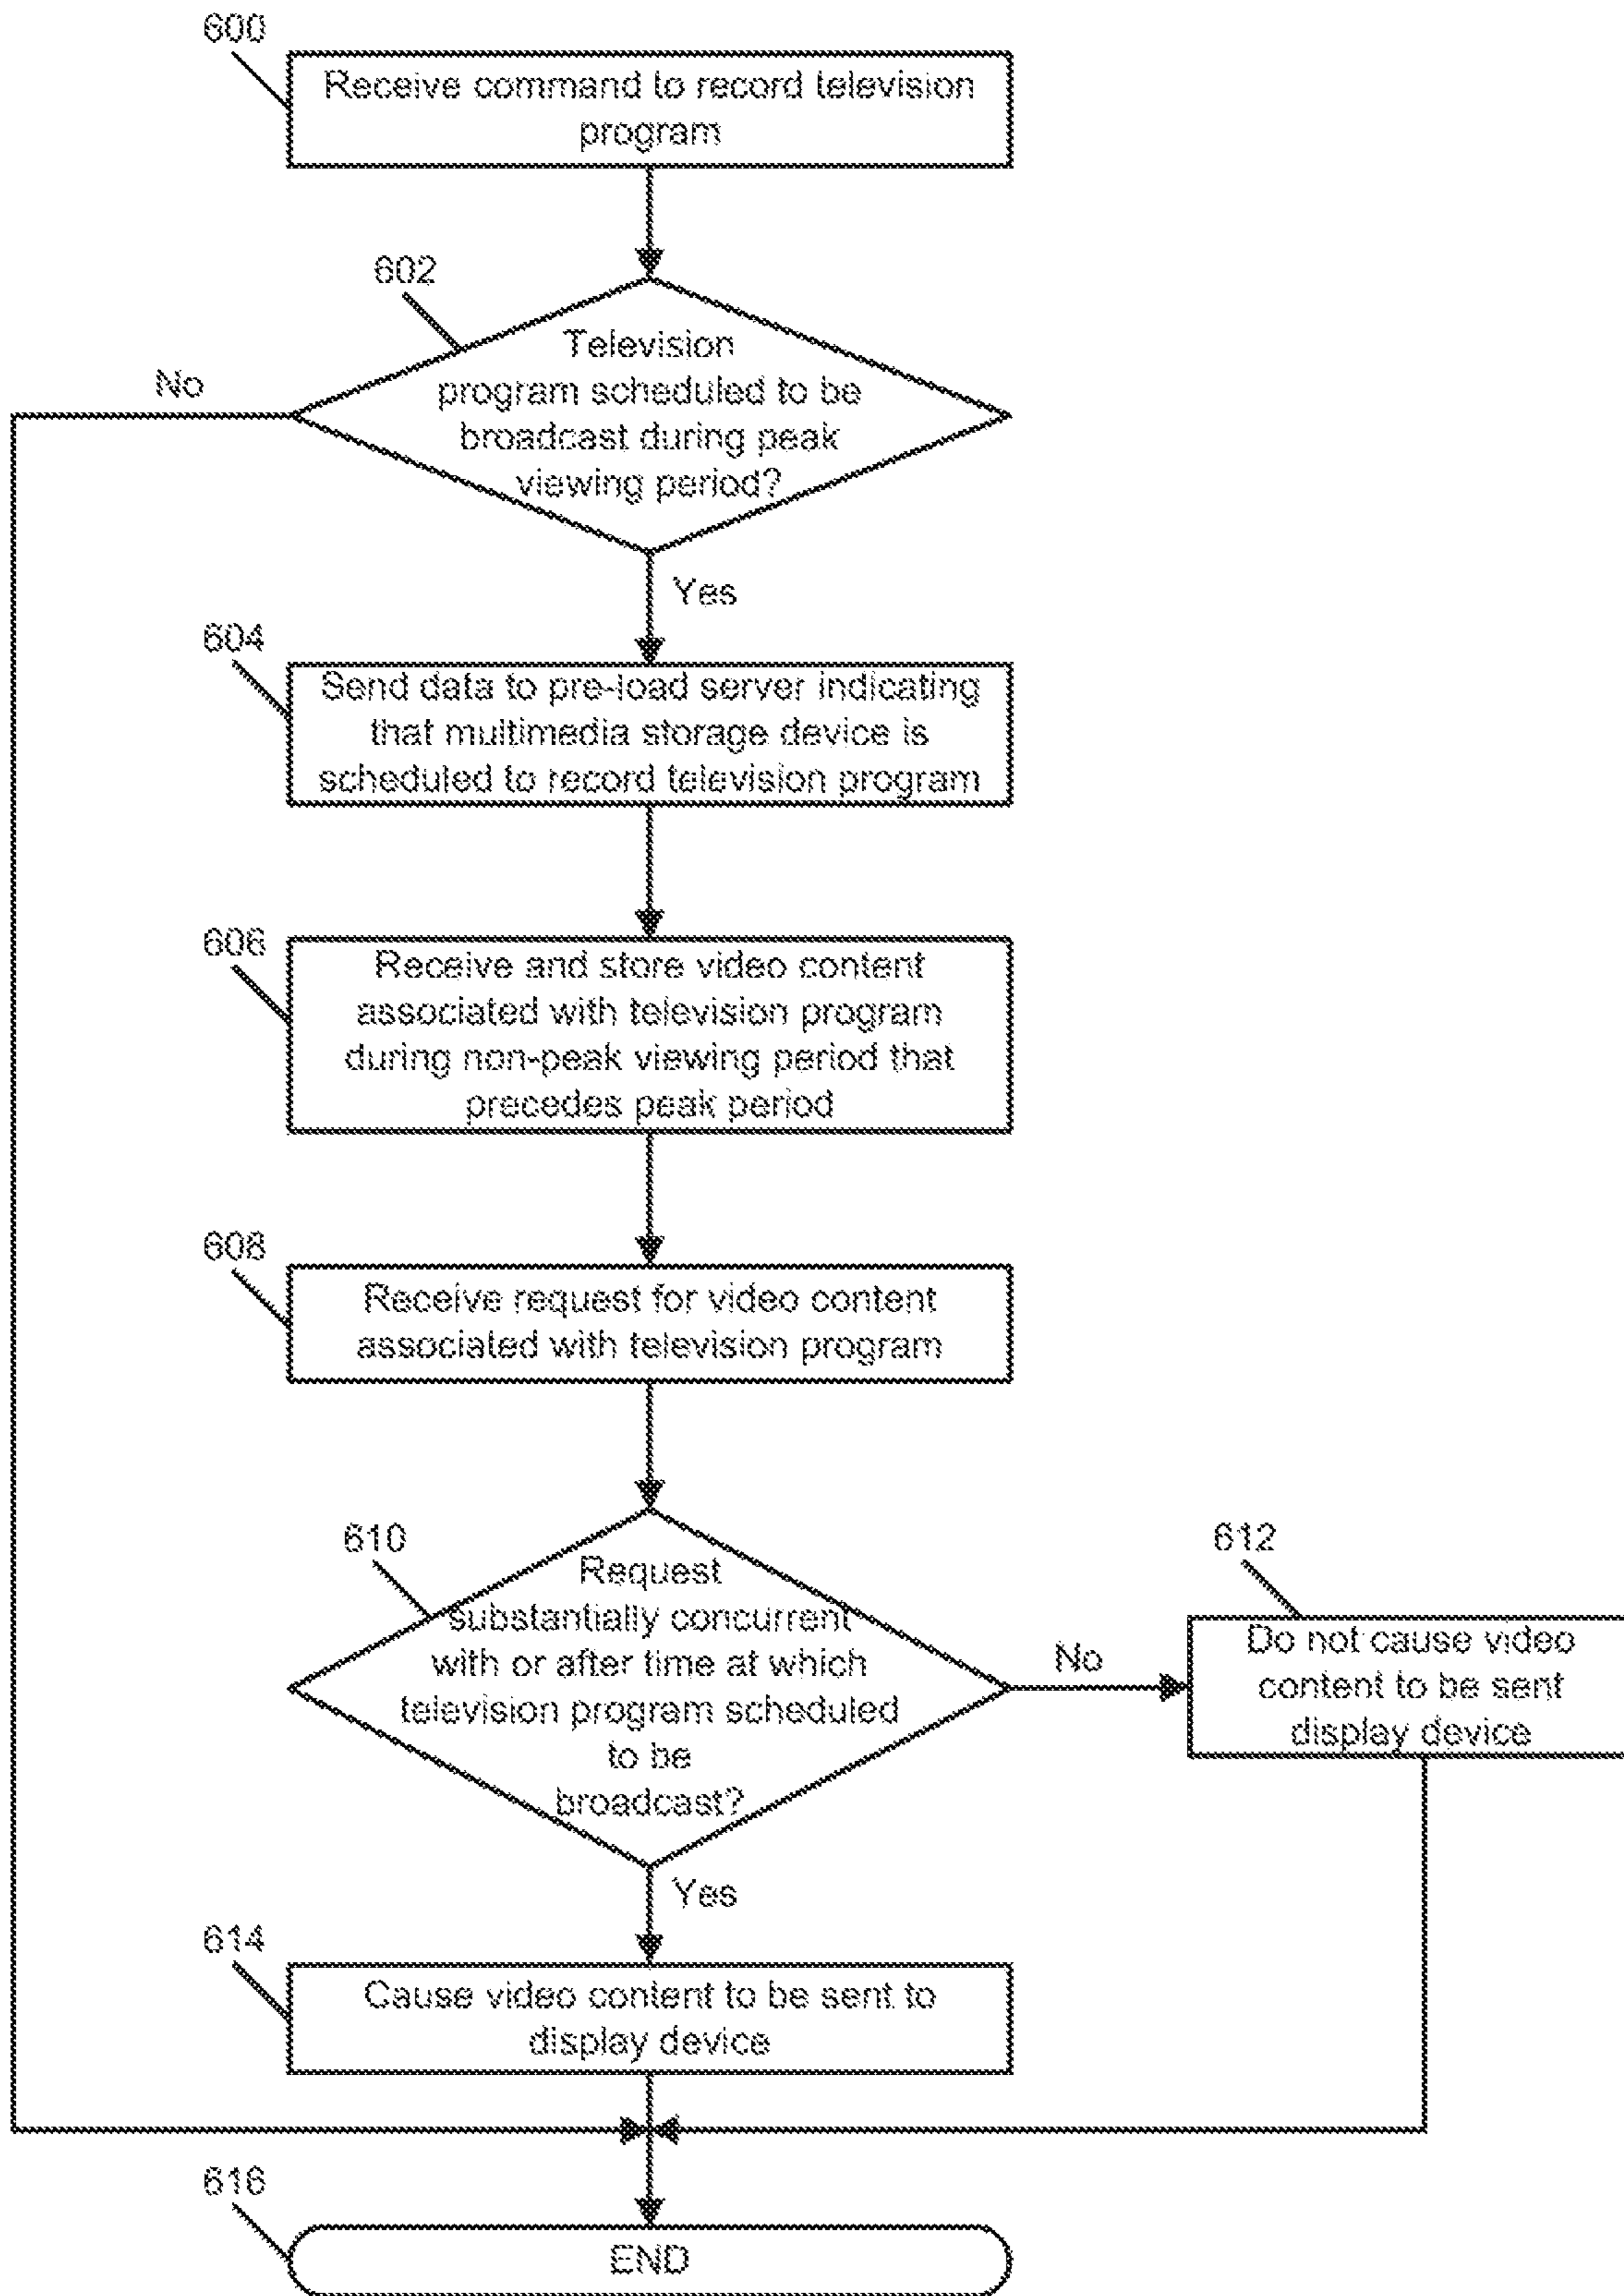 600
Receive command to record television
program
602
Television
program scheduled to be
broadcast during peak
viewing period?
No
Yes
604
Send data to pre-load server indicating
that multimedia storage device is
scheduled to record television program
606
Receive and store video content
associated with television program
during non-peak viewing period that
precedes peak period
608
Receive request for video content
associated with television program
610
Request
substantially concurrent
with or after time at which
television program scheduled
to be
broadcast?
No
612
Do not cause video
content to be sent
display device
Yes
614
Cause video content to be sent to
display device
616
END